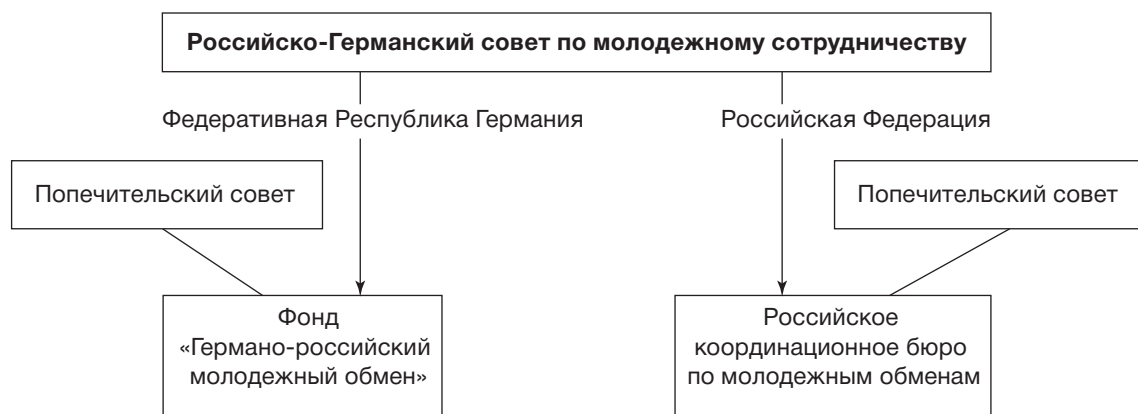 Российско-Германский совет по молодежному сотрудничеству
Федеративная Республика Германия
Российская Федерация
Попечительский совет
Попечительский совет
Фонд
«Германо-российский
молодежный обмен»
Российское
координационное бюро
по молодежным обменам